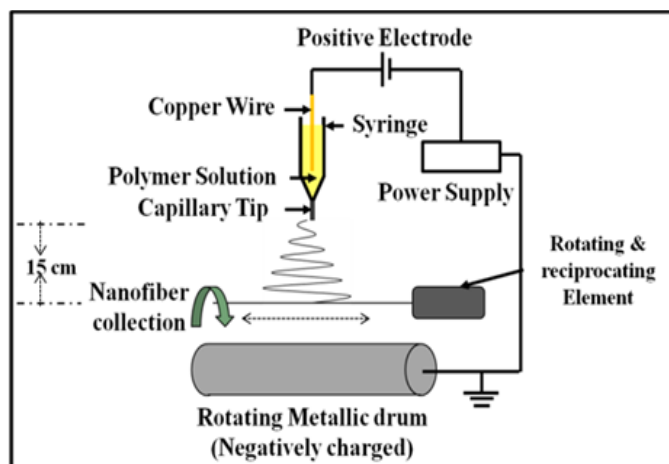 Positive Electrode
Copper Wire
Syringe
Polymer Solution
Power Supply
Capillary Tip
15 cm
Rotating &
reciprocating
Element
Nanofiber
collection
Rotating Metallic drum
(Negatively charged)